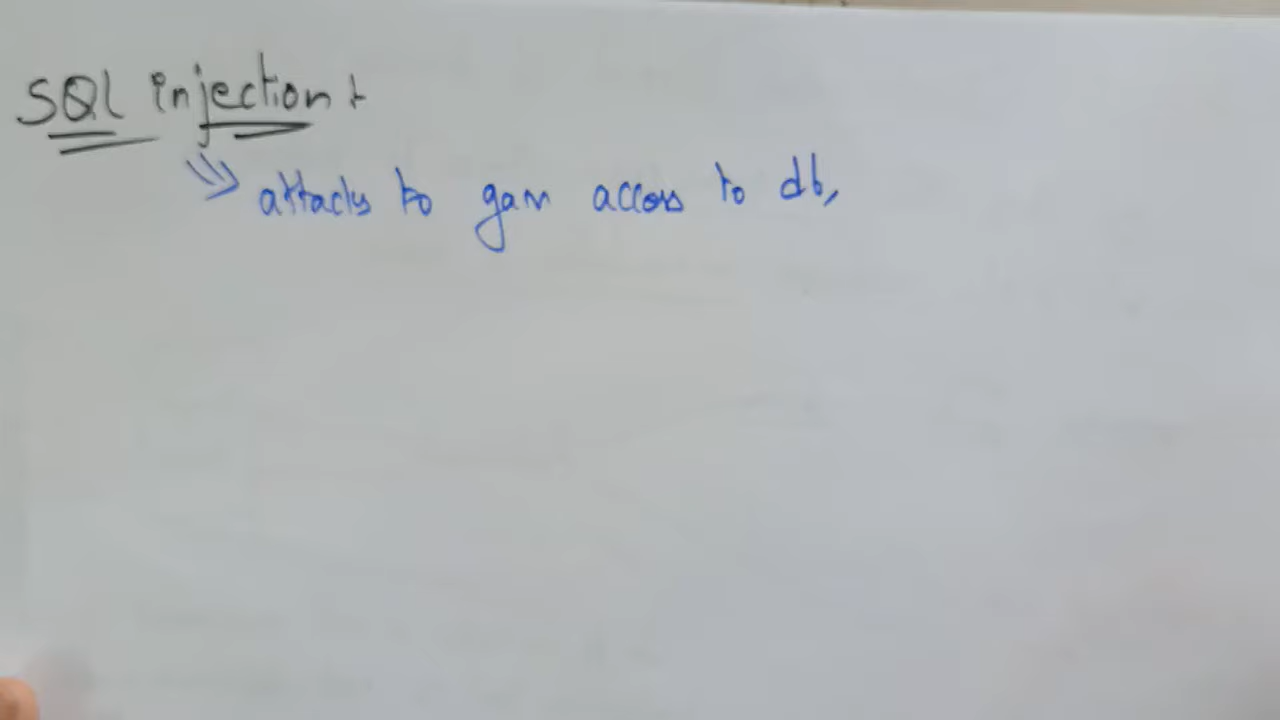 SQL injection :-
attacks to gain access to db,